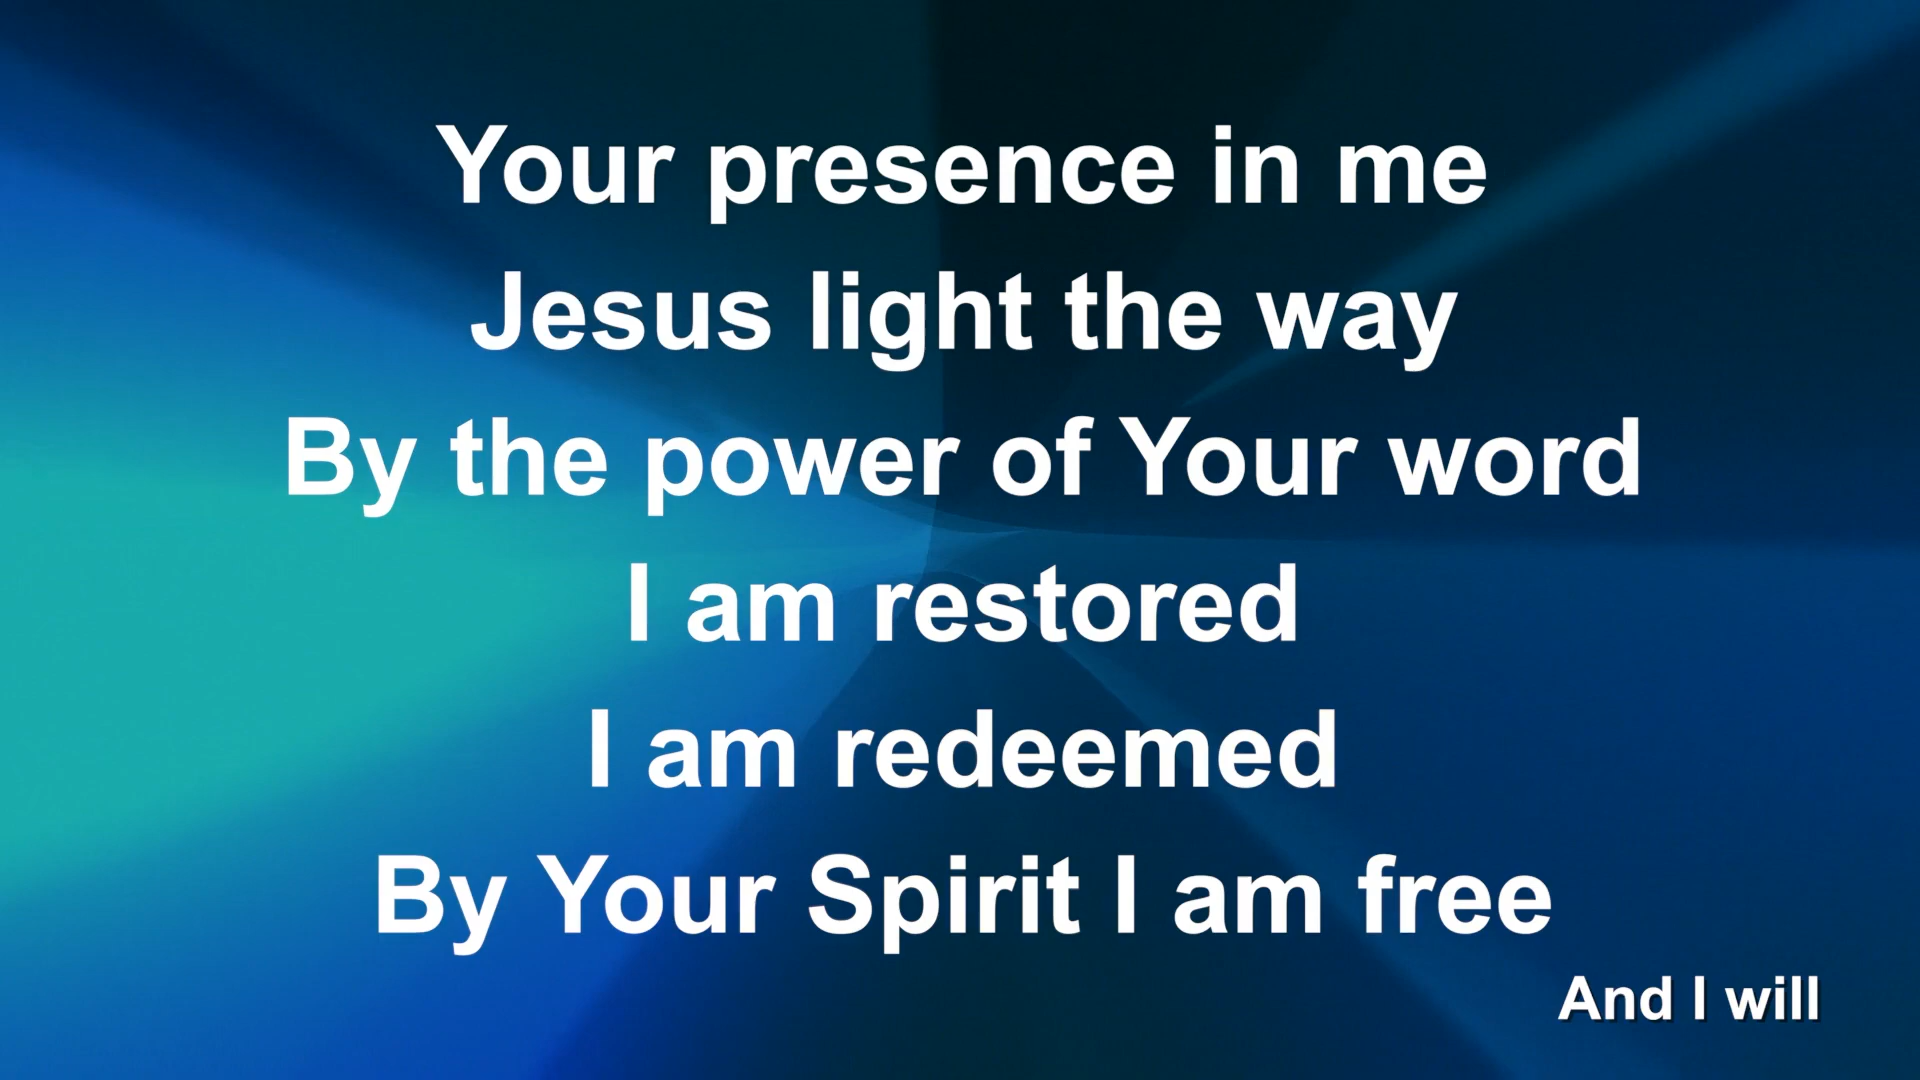 Your presence in me
Jesus light the way
By the power of Your word
I am restored
I am redeemed
By Your Spirit I am free
And I will